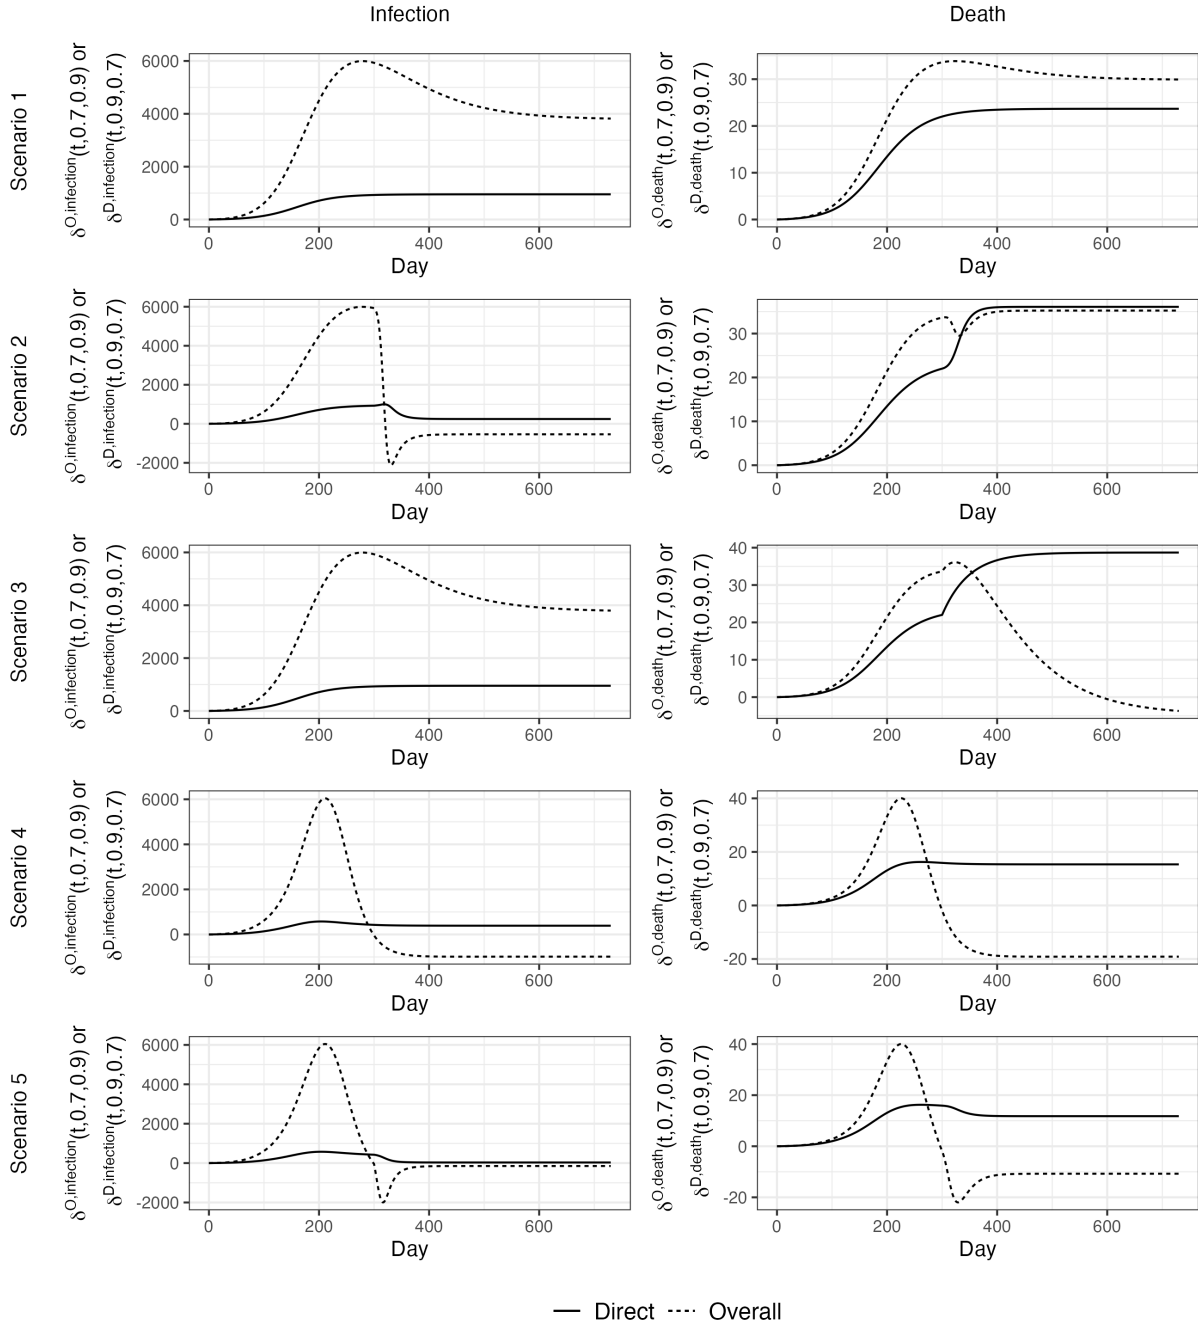 Infection
Death
Scenario 1
δO,infection(t,0.7,0.9) or
δD,infection(t,0.9,0.7)
6000
4000
2000
0
0 200 400 600
Day
δO,death(t,0.7,0.9) or
δD,death(t,0.9,0.7)
30
20
10
0
0 200 400 600
Day
Scenario 2
δO,infection(t,0.7,0.9) or
δD,infection(t,0.9,0.7)
6000
4000
2000
0
-2000
0 200 400 600
Day
δO,death(t,0.7,0.9) or
δD,death(t,0.9,0.7)
30
20
10
0
0 200 400 600
Day
Scenario 3
δO,infection(t,0.7,0.9) or
δD,infection(t,0.9,0.7)
6000
4000
2000
0
0 200 400 600
Day
δO,death(t,0.7,0.9) or
δD,death(t,0.9,0.7)
40
30
20
10
0
0 200 400 600
Day
Scenario 4
δO,infection(t,0.7,0.9) or
δD,infection(t,0.9,0.7)
6000
4000
2000
0
0 200 400 600
Day
δO,death(t,0.7,0.9) or
δD,death(t,0.9,0.7)
40
20
0
-20
0 200 400 600
Day
Scenario 5
δO,infection(t,0.7,0.9) or
δD,infection(t,0.9,0.7)
6000
4000
2000
0
-2000
0 200 400 600
Day
δO,death(t,0.7,0.9) or
δD,death(t,0.9,0.7)
40
20
0
-20
0 200 400 600
Day
Direct Overall